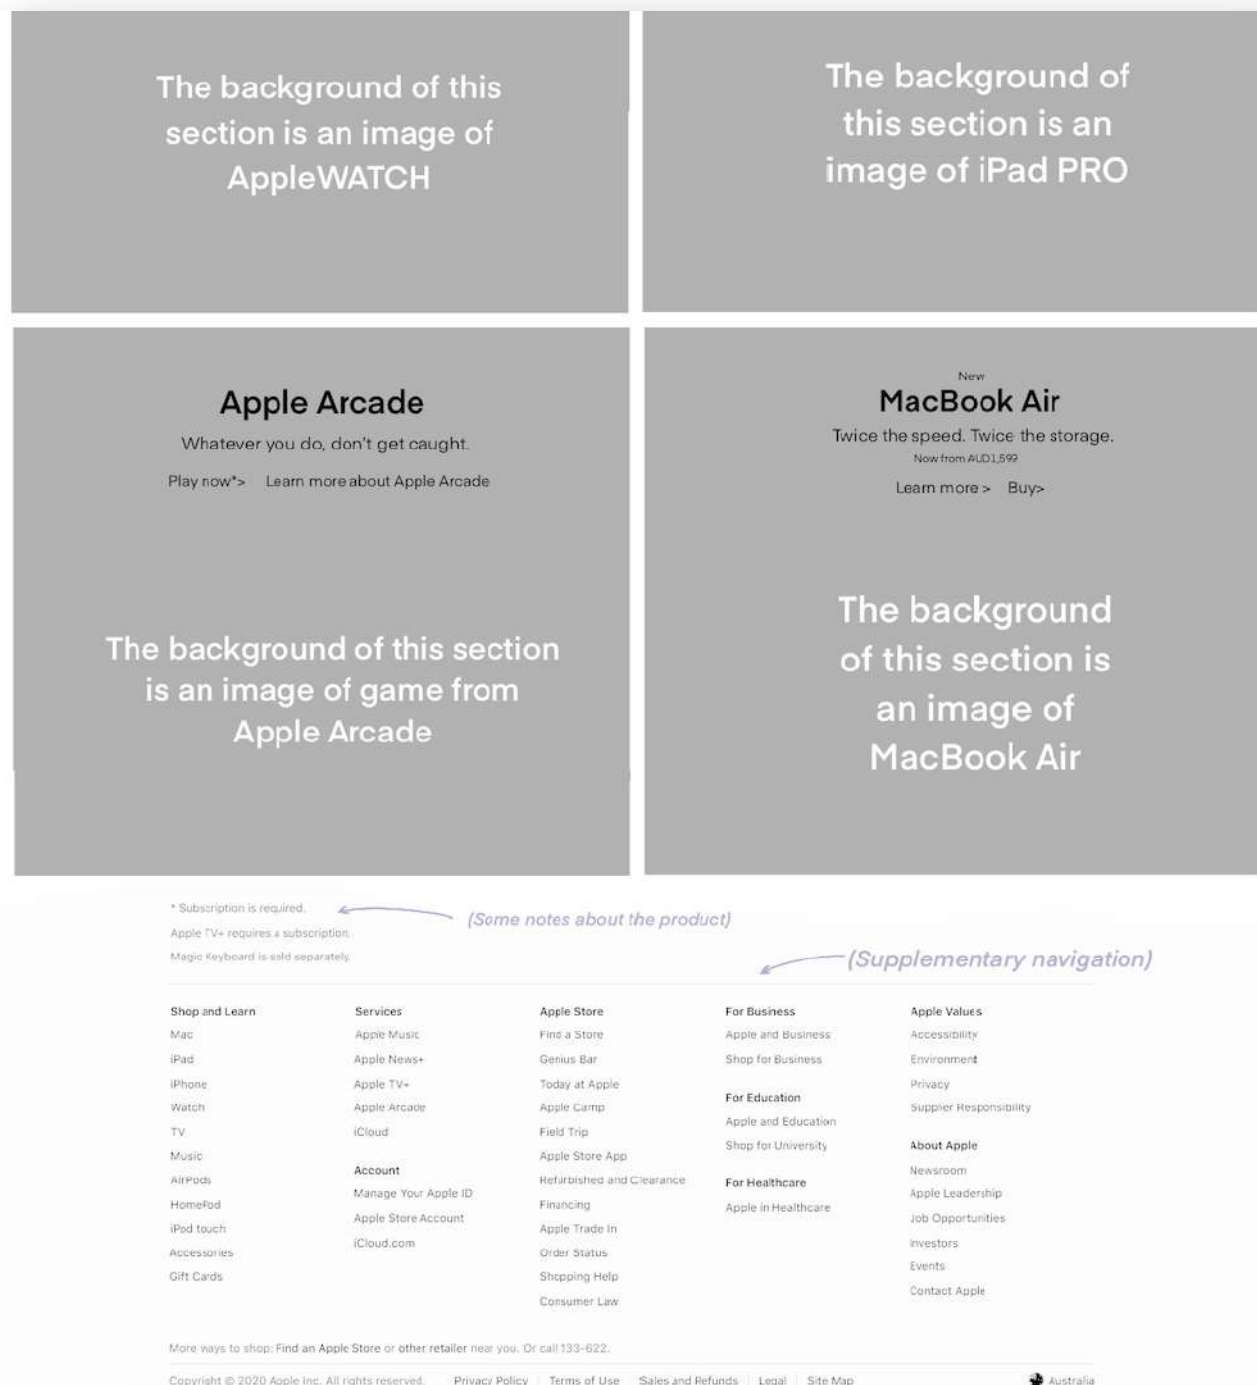 The background of this
section is an image of
AppleWATCH
The background of
this section is an
image of iPad PRO
Apple Arcade
Whatever you do, don't get caught.
Play now*> Learn more about Apple Arcade
The background of this section
is an image of game from
Apple Arcade
New
MacBook Air
Twice the speed. Twice the storage.
Now from AUD1,599
Learn more > Buy>
The background
of this section is
an image of
MacBook Air
* Subscription is required.
(Some notes about the product)
Apple TV+ requires a subscription.
Magic Keyboard is sold separately.
(Supplementary navigation)
Shop and Learn
Mac
iPad
iPhone
Watch
TV
Music
AirPods
HomePod
iPod touch
Accessories
Gift Cards
Services
Apple Music
Apple News+
Apple TV+
Apple Arcade
iCloud
Account
Manage Your Apple ID
Apple Store Account
iCloud.com
Apple Store
Find a Store
Genius Bar
Today at Apple
Apple Camp
Field Trip
Apple Store App
Refurbished and Clearance
Financing
Apple Trade In
Order Status
Shopping Help
Consumer Law
For Business
Apple and Business
Shop for Business
For Education
Apple and Education
Shop for University
For Healthcare
Apple in Healthcare
Apple Values
Accessibility
Environment
Privacy
Supplier Responsibility
About Apple
Newsroom
Apple Leadership
Job Opportunities
Investors
Events
Contact Apple
More ways to shop: Find an Apple Store or other retailer near you. Or call 133-622.
Copyright © 2020 Apple Inc. All rights reserved. Privacy Policy Terms of Use Sales and Refunds Legal Site Map Australia